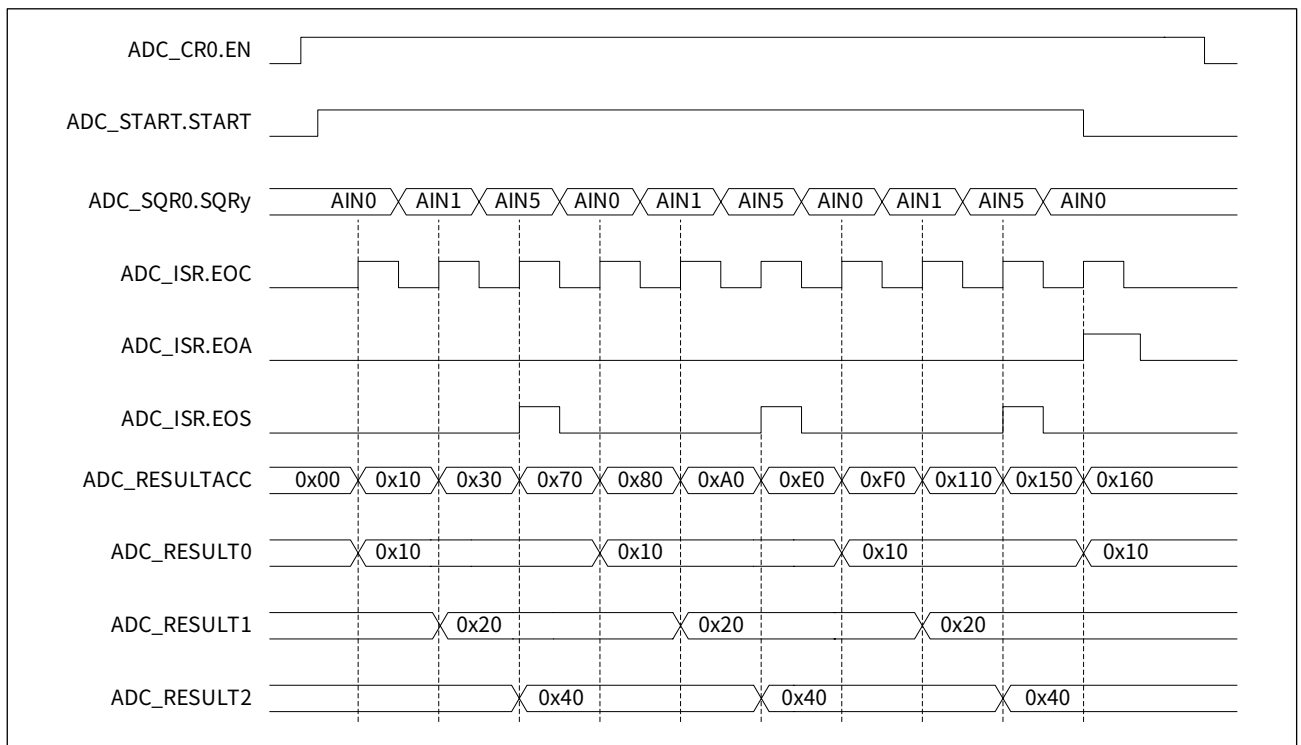 ADC_CR0.EN
ADC_START.START
ADC_SQR0.SQRy AIN0 AIN1 AIN5 AIN0 AIN1 AIN5 AIN0 AIN1 AIN5 AIN0
ADC_ISR.EOC
ADC_ISR.EOA
ADC_ISR.EOS
ADC_RESULTACC 0x00 0x10 0x30 0x70 0x80 0xA0 0xE0 0xF0 0x110 0x150 0x160
ADC_RESULT0 0x10 0x10 0x10 0x10
ADC_RESULT1 0x20 0x20 0x20
ADC_RESULT2 0x40 0x40 0x40